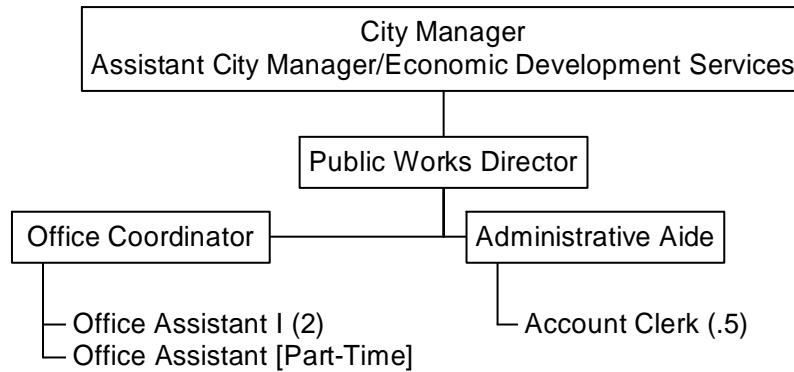 City Manager
Assistant City Manager/Economic Development Services
Public Works Director
Office Coordinator
Administrative Aide
Office Assistant I (2)
Office Assistant [Part-Time]
Account Clerk (.5)